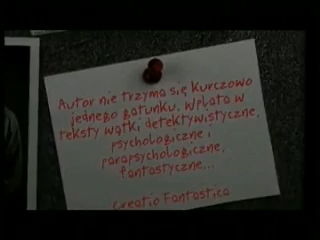 Autor nie trzyma się kurczowo
jednego gatunku. Wplata w
teksty wątki detektywistyczne,
psychologiczne i
parapsychologiczne,
fantastyczne...
Creatio Fantastica